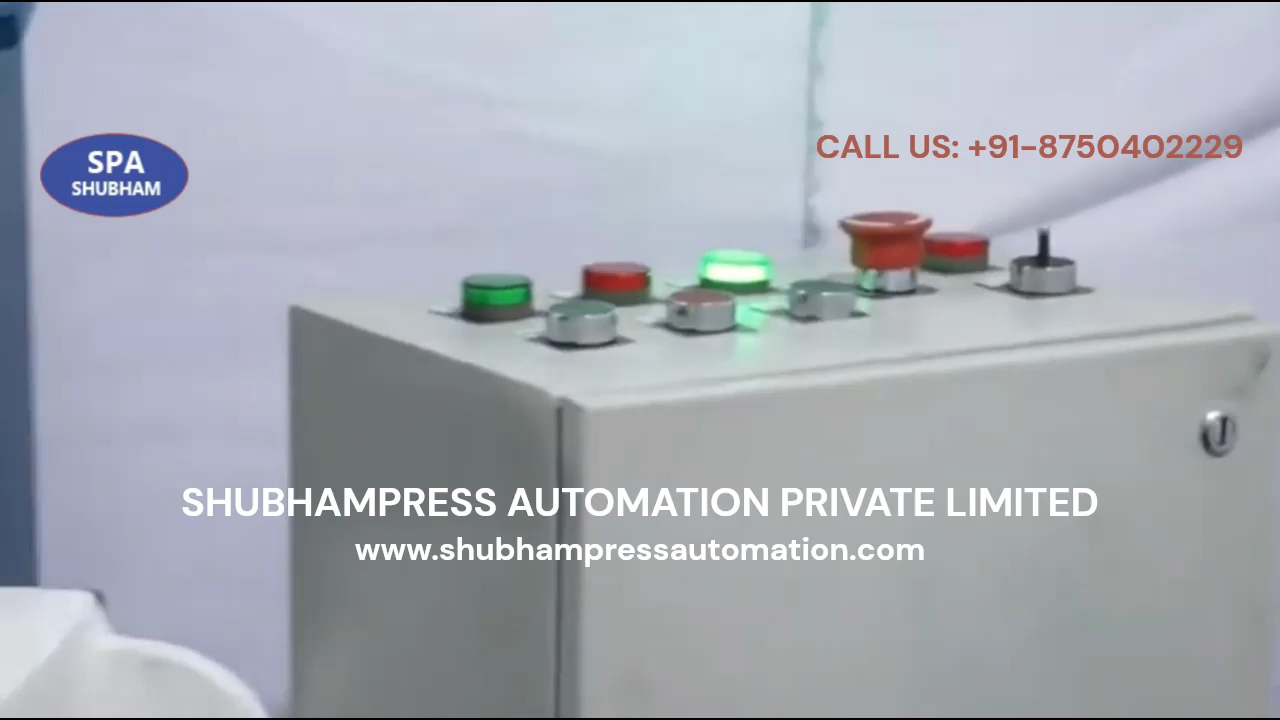 SPA
SHUBHAM
CALL US: +91-8750402229
SHUBHAMPRESS AUTOMATION PRIVATE LIMITED
www.shubhampressautomation.com